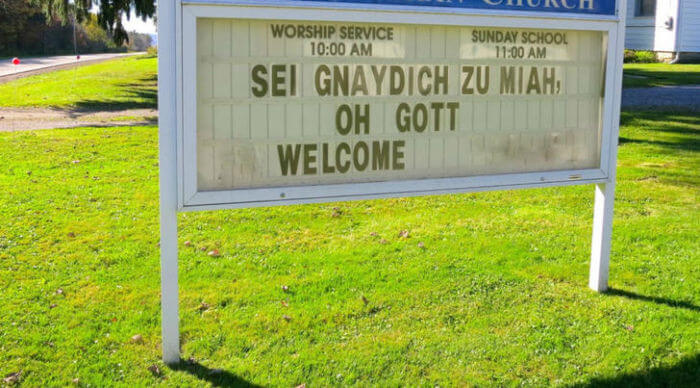 Church
WORSHIP SERVICE
10:00 AM
SUNDAY SCHOOL
11:00 AM
SEI GNAYDICH ZU MIAH,
OH GOTT
WELCOME